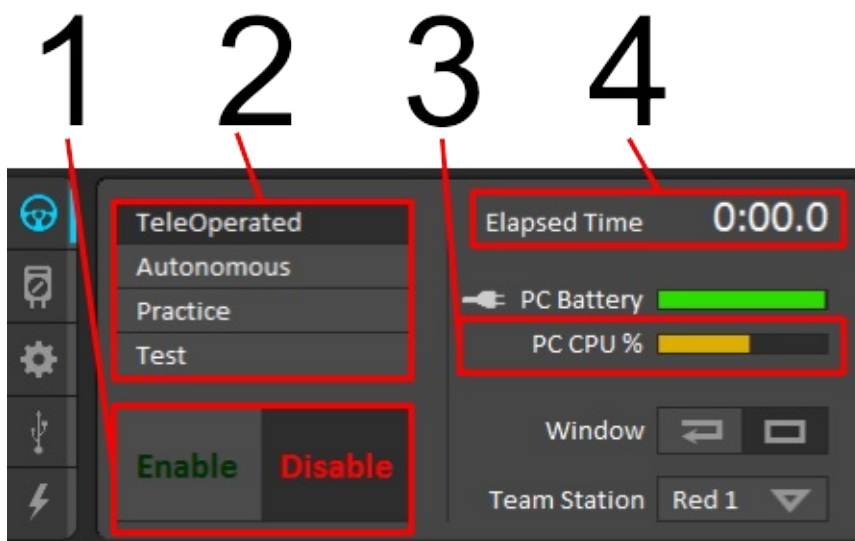 1 2 3 4
TeleOperated
Autonomous
Practice
Test
Enable Disable
Elapsed Time 0:00.0
PC Battery
PC CPU %
Window
Team Station Red 1